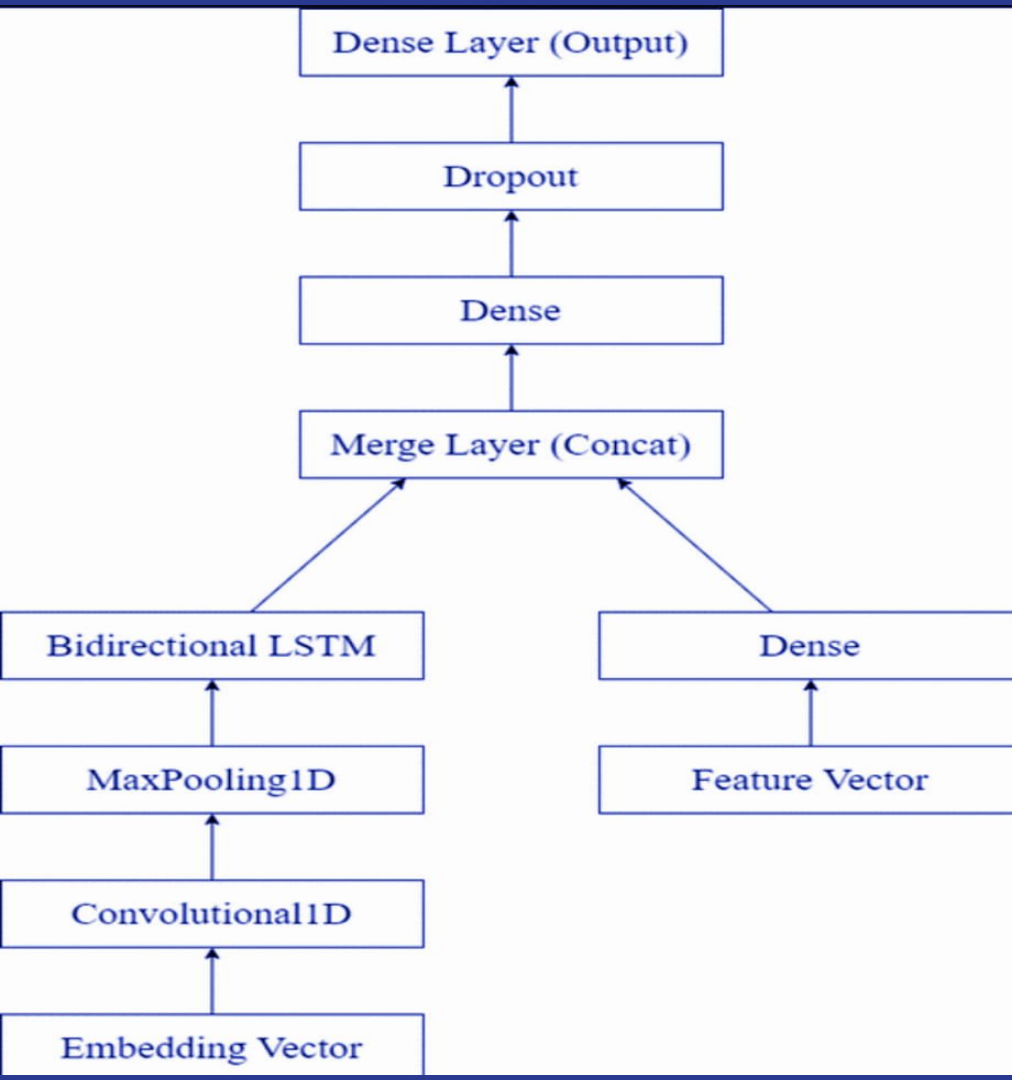 Dense Layer (Output)
Dropout
Dense
Merge Layer (Concat)
Bidirectional LSTM
Dense
MaxPooling1D
Feature Vector
Convolutional1D
Embedding Vector